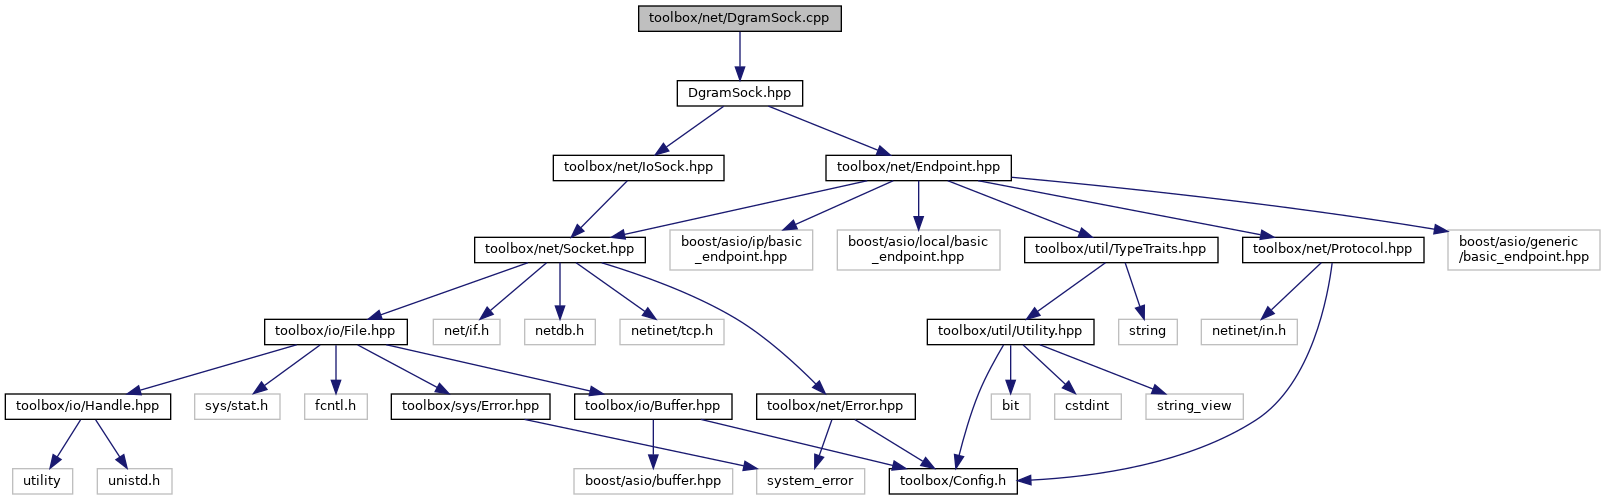 toolbox/net/DgramSock.cpp
DgramSock.hpp
toolbox/net/IoSock.hpp
toolbox/net/Endpoint.hpp
toolbox/net/Socket.hpp
boost/asio/ip/basic
_endpoint.hpp
boost/asio/local/basic
_endpoint.hpp
toolbox/util/TypeTraits.hpp
toolbox/net/Protocol.hpp
boost/asio/generic
/basic_endpoint.hpp
toolbox/io/File.hpp
net/if.h
netdb.h
netinet/tcp.h
toolbox/util/Utility.hpp
string
netinet/in.h
toolbox/io/Handle.hpp
sys/stat.h
fcntl.h
toolbox/sys/Error.hpp
toolbox/io/Buffer.hpp
toolbox/net/Error.hpp
bit
cstdint
string_view
utility
unistd.h
boost/asio/buffer.hpp
system_error
toolbox/Config.h